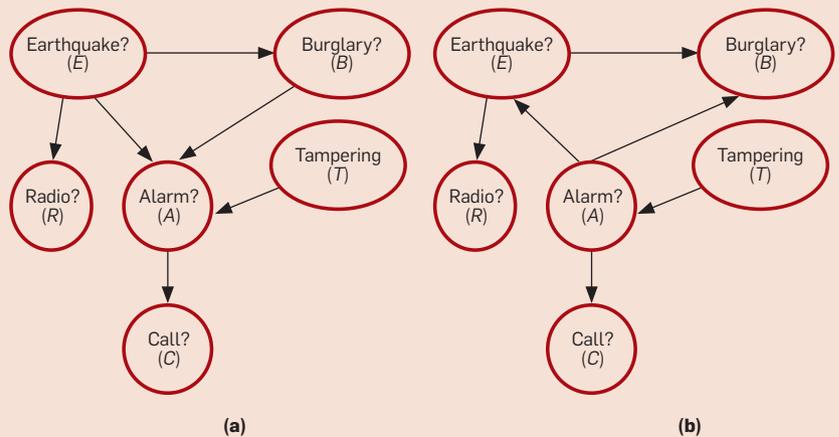 Earthquake?
(E)
Burglary?
(B)
Tampering
(T)
Radio?
(R)
Alarm?
(A)
Call?
(C)
(a)
Earthquake?
(E)
Burglary?
(B)
Tampering
(T)
Radio?
(R)
Alarm?
(A)
Call?
(C)
(b)